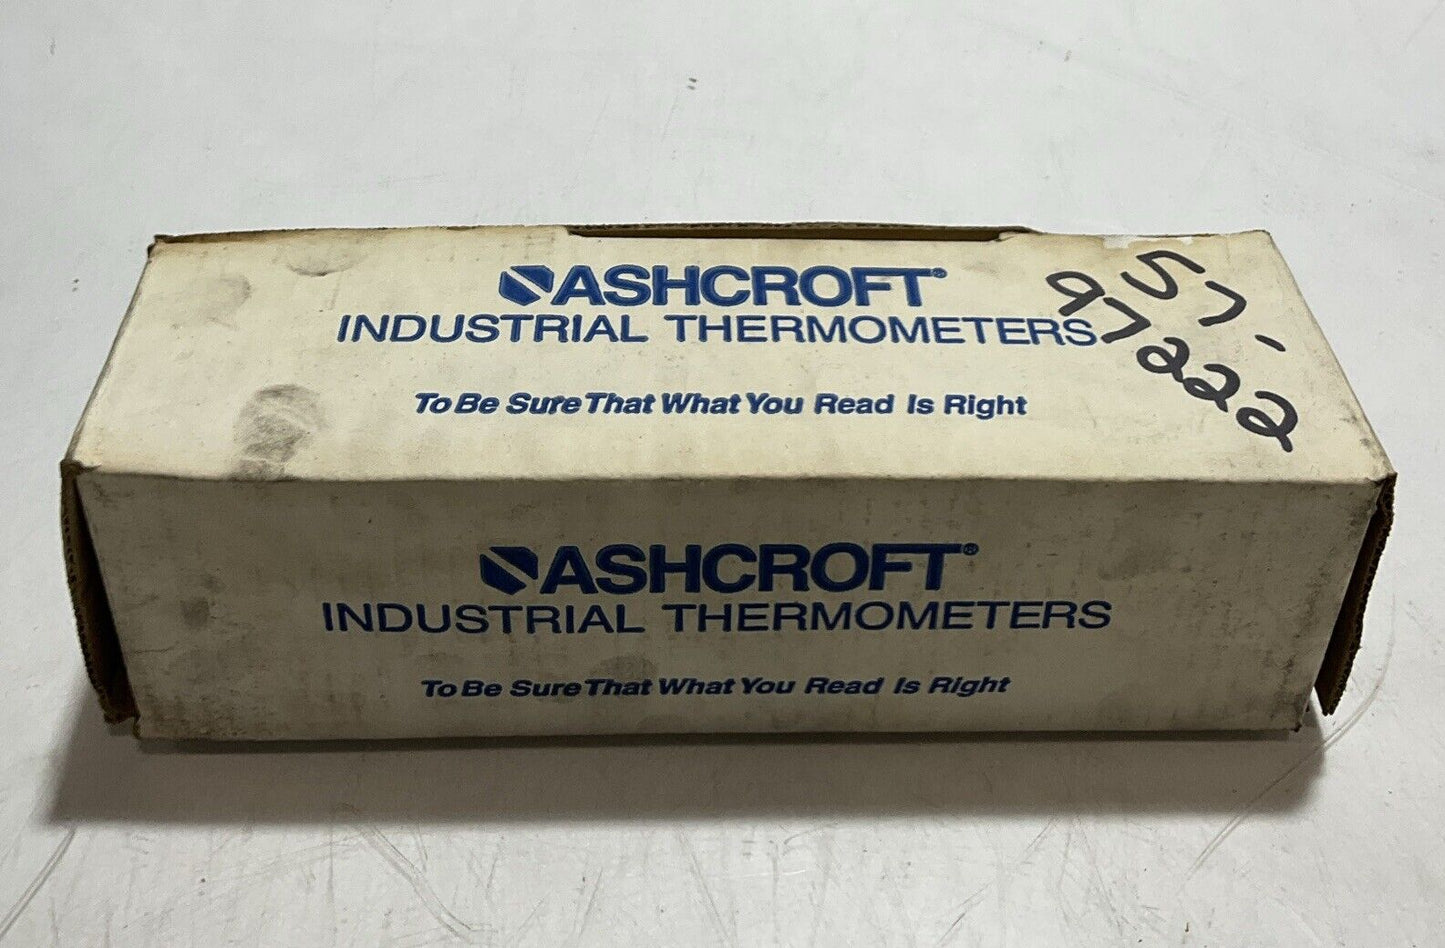 ASHCROFT®
INDUSTRIAL THERMOMETERS
To Be Sure That What You Read Is Right
57-
97222
ASHCROFT®
INDUSTRIAL THERMOMETERS
To Be Sure That What You Read Is Right